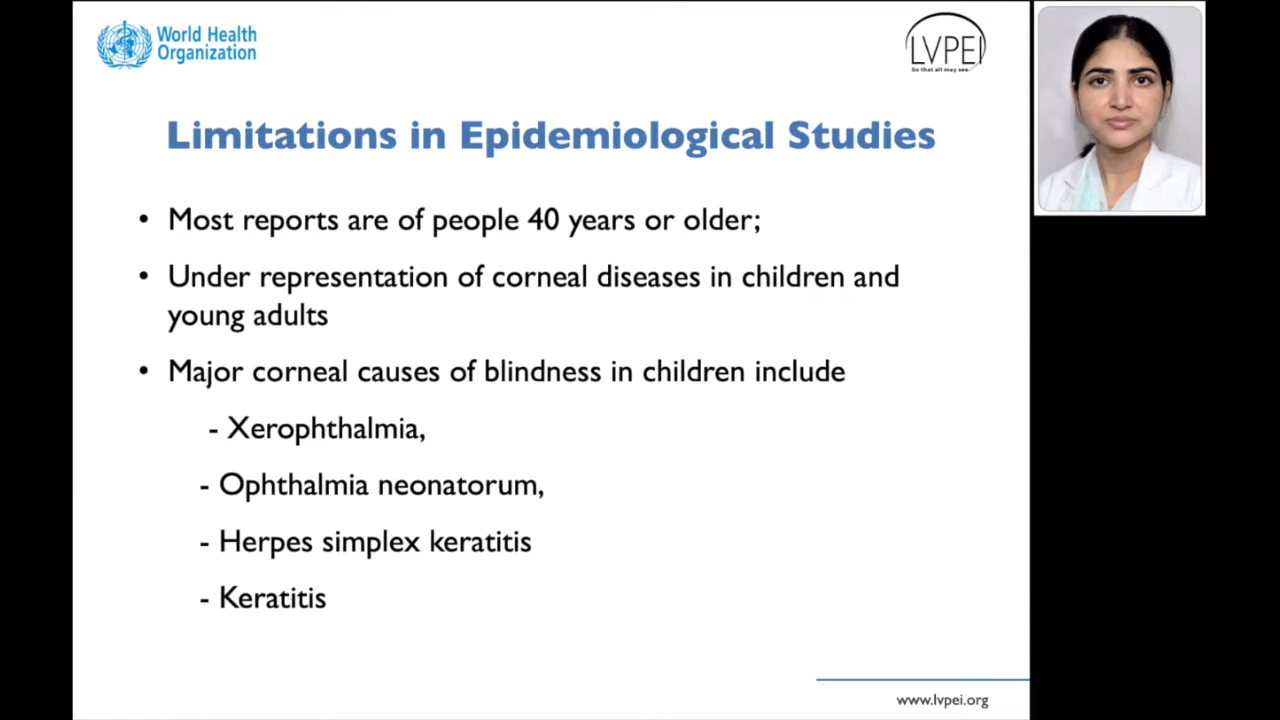 World Health
Organization
LVPEI
So that all may see
Limitations in Epidemiological Studies
• Most reports are of people 40 years or older;
• Under representation of corneal diseases in children and
young adults
• Major corneal causes of blindness in children include
- Xerophthalmia,
- Ophthalmia neonatorum,
- Herpes simplex keratitis
- Keratitis
www.lvpei.org